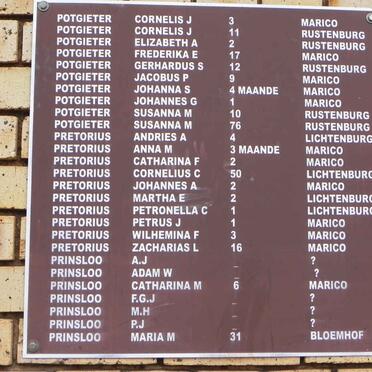 POTGIETER CORNELIS J 3 MARICO
POTGIETER CORNELIS J 11 RUSTENBURG
POTGIETER ELIZABETH A 2 MARICO
POTGIETER FREDERIKA E 17 MARICO
POTGIETER GERHARDUS S 12 RUSTENBURG
POTGIETER JACOBUS P 9 MARICO
POTGIETER JOHANNA S 4 MAANDE MARICO
POTGIETER JOHANNES G 1 MARICO
POTGIETER SUSANNA M 10 RUSTENBURG
POTGIETER SUSANNA M 76 RUSTENBURG
PRETORIUS ANDRIES A 4 LICHTENBURG
PRETORIUS ANNA M 3 MAANDE MARICO
PRETORIUS CATHARINA F 2 MARICO
PRETORIUS CORNELIUS C 50 LICHTENBURG
PRETORIUS JOHANNES A 2 MARICO
PRETORIUS MARTHA E 2 LICHTENBURG
PRETORIUS PETRONELLA C 1 LICHTENBURG
PRETORIUS PETRUS J 1 MARICO
PRETORIUS WILHEMINA F 3 MARICO
PRETORIUS ZACHARIAS L 16 MARICO
PRINSLOO A.J _ ?
PRINSLOO ADAM W _ ?
PRINSLOO CATHARINA M 6 MARICO
PRINSLOO F.G.J _ ?
PRINSLOO M.H _ ?
PRINSLOO P.J _ ?
PRINSLOO MARIA M 31 BLOEMHOF